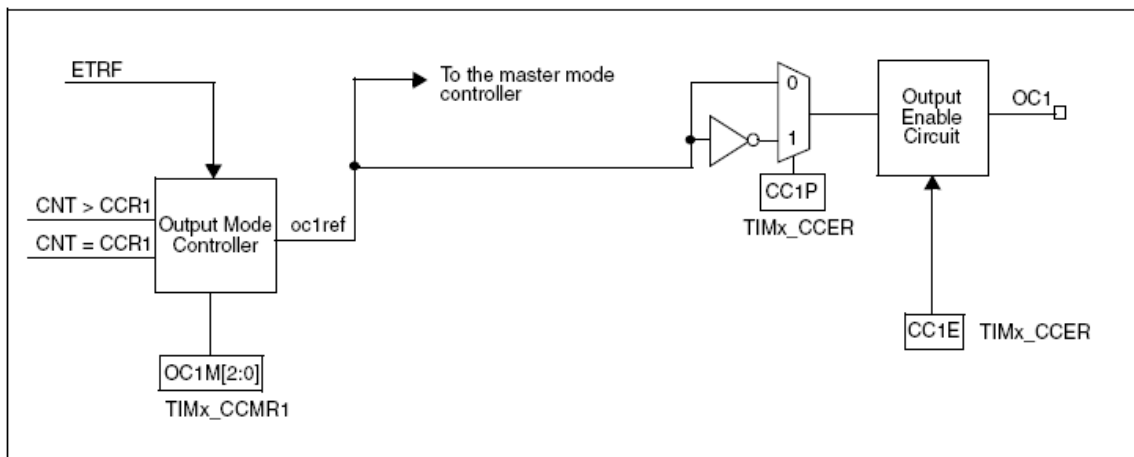 ETRF
To the master mode
controller
0
1
Output
Enable
Circuit
OC1
CNT > CCR1
CNT = CCR1
Output Mode
Controller
oc1ref
CC1P
TIMx_CCER
CC1E
TIMx_CCER
OC1M[2:0]
TIMx_CCMR1